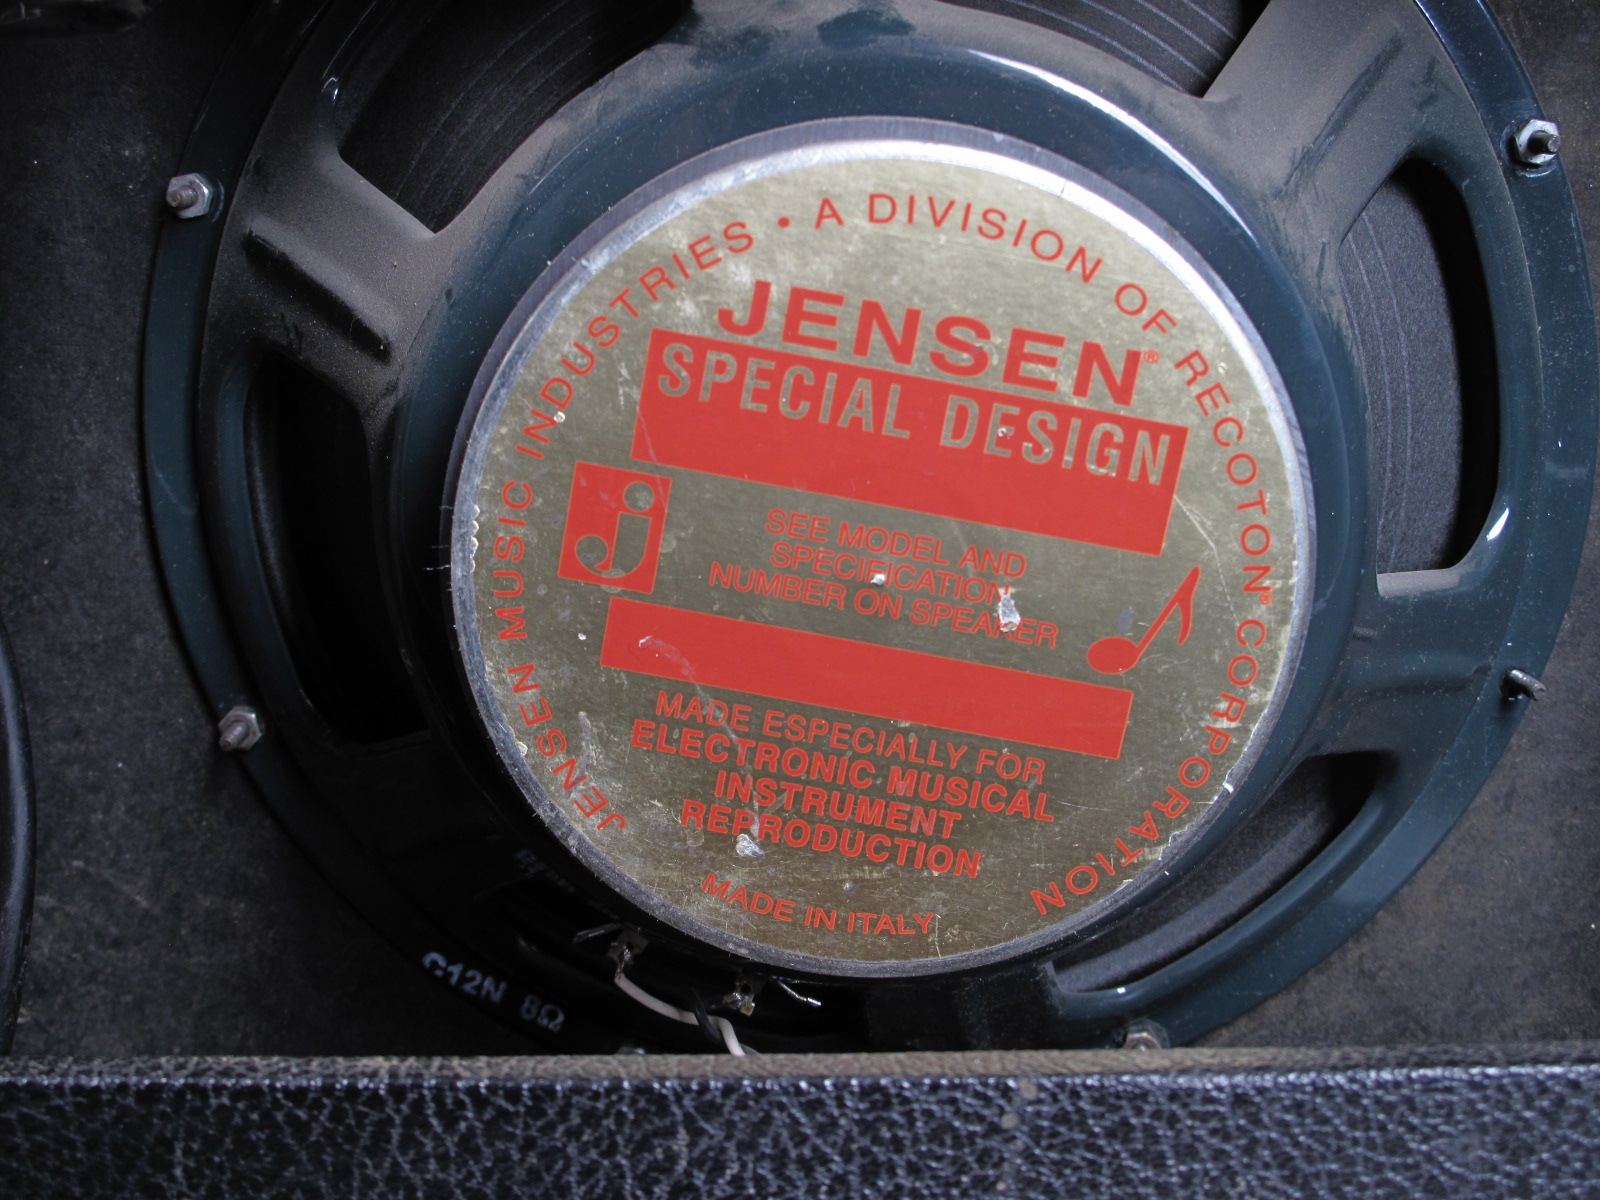 JENSEN MUSIC INDUSTRIES • A DIVISION OF RECOTON™ CORPORATION
JENSEN®
SPECIAL DESIGN
j
SEE MODEL AND
SPECIFICATION
NUMBER ON SPEAKER
MADE ESPECIALLY FOR
ELECTRONIC MUSICAL
INSTRUMENT
REPRODUCTION
MADE IN ITALY
C12N 8Ω